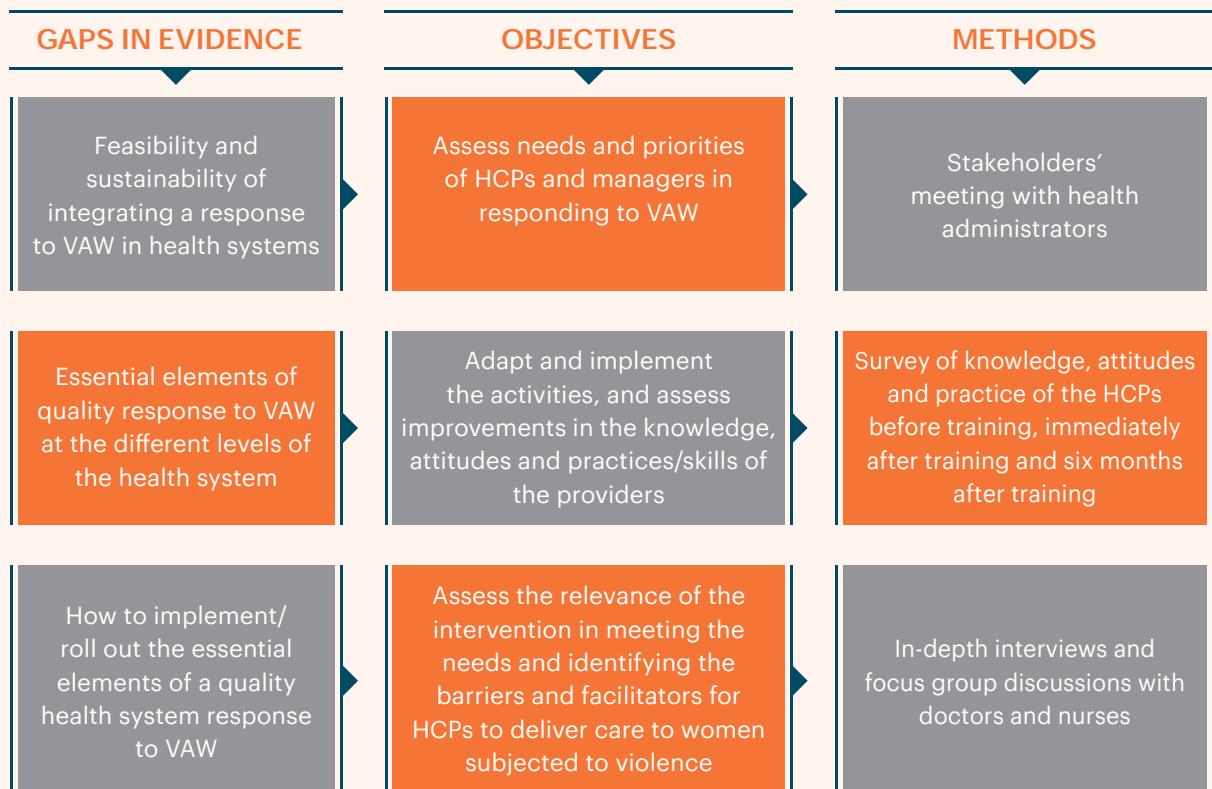 GAPS IN EVIDENCE
OBJECTIVES
METHODS
Feasibility and
sustainability of
integrating a response
to VAW in health systems
Assess needs and priorities
of HCPs and managers in
responding to VAW
Stakeholders’
meeting with health
administrators
Essential elements of
quality response to VAW
at the different levels of
the health system
Adapt and implement
the activities, and assess
improvements in the knowledge,
attitudes and practices/skills of
the providers
Survey of knowledge, attitudes
and practice of the HCPs
before training, immediately
after training and six months
after training
How to implement/
roll out the essential
elements of a quality
health system response
to VAW
Assess the relevance of the
intervention in meeting the
needs and identifying the
barriers and facilitators for
HCPs to deliver care to women
subjected to violence
In-depth interviews and
focus group discussions with
doctors and nurses